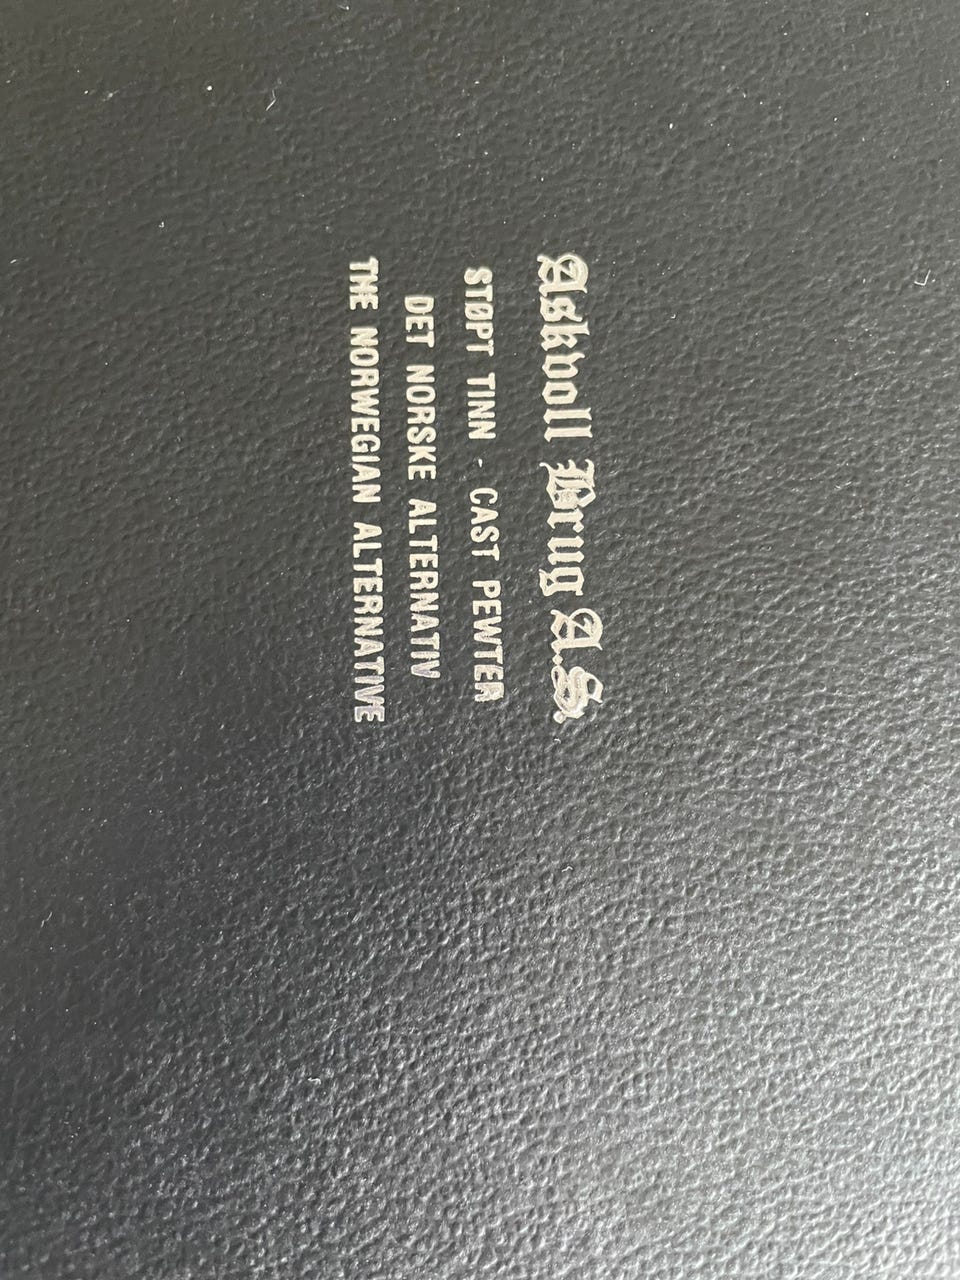 Askvoll Brug A.S.
STØPT TINN - CAST PEWTER
DET NORSKE ALTERNATIV
THE NORWEGIAN ALTERNATIVE